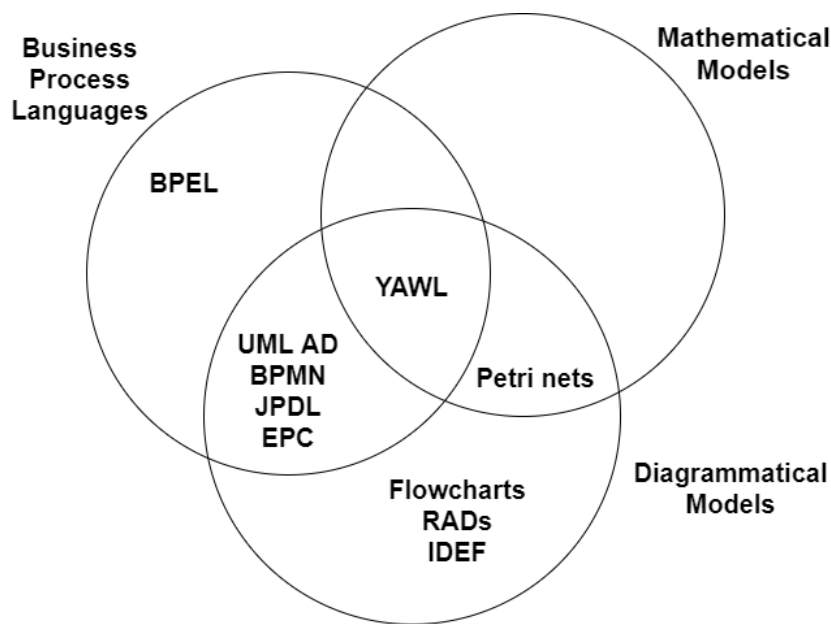 Business
Process
Languages
Mathematical
Models
BPEL
YAWL
UML AD
BPMN
JPDL
EPC
Petri nets
Flowcharts
RADs
IDEF
Diagrammatical
Models